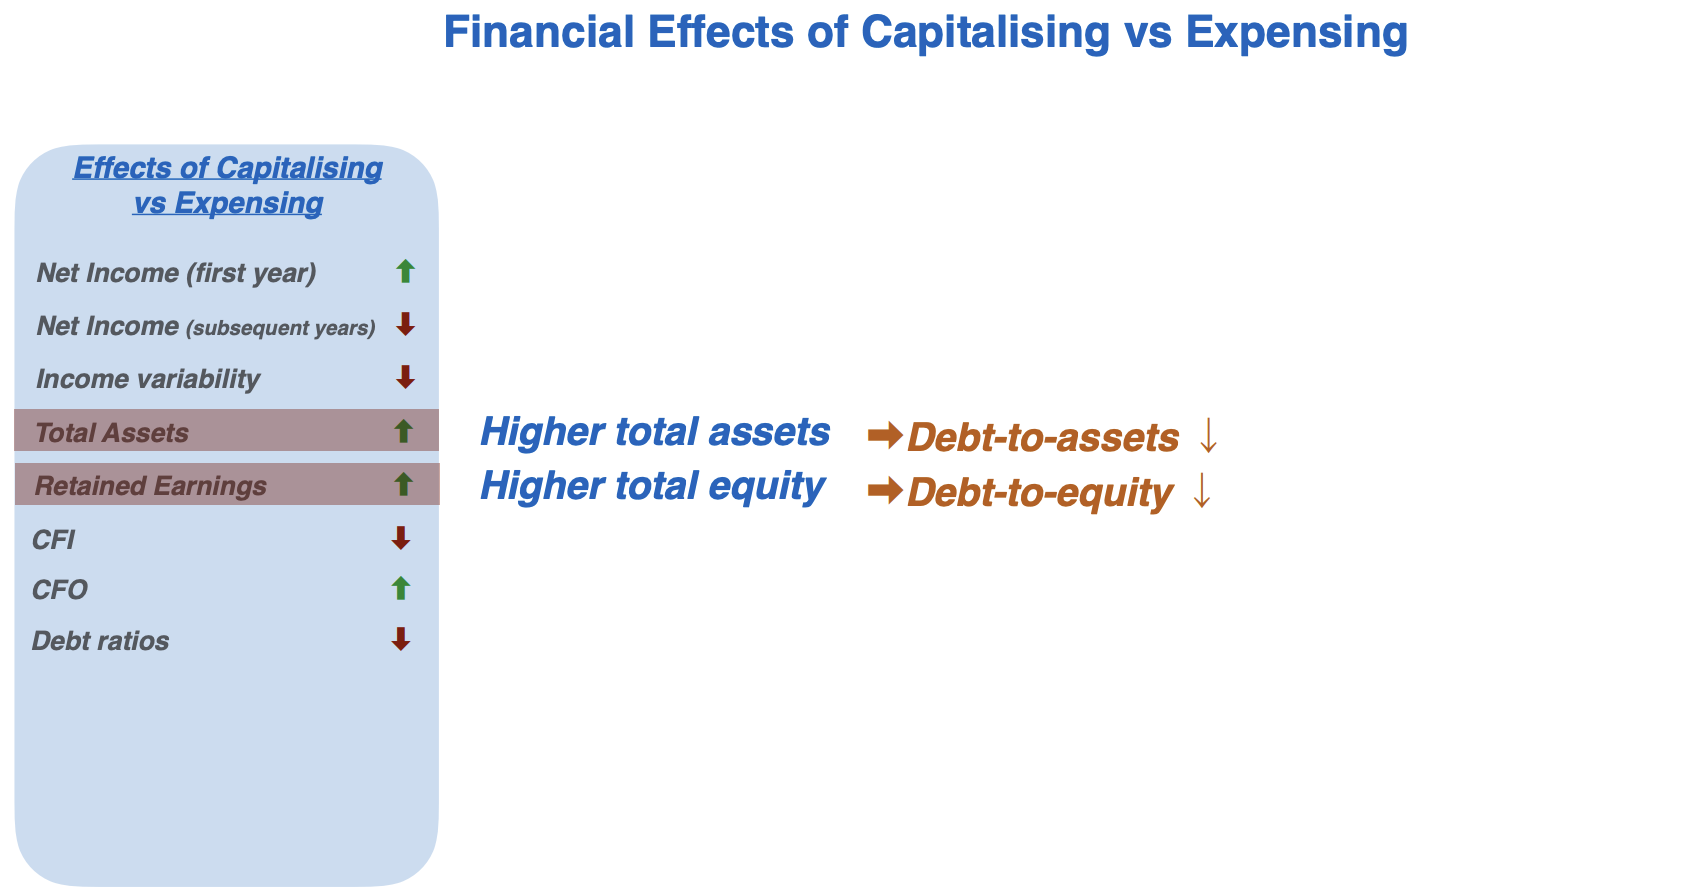 Financial Effects of Capitalising vs Expensing
Effects of Capitalising
vs Expensing
Net Income (first year) ⬆
Net Income (subsequent years) ⬇
Income variability ⬇
Total Assets ⬆ Higher total assets ➡ Debt-to-assets ↓
Retained Earnings ⬆ Higher total equity ➡ Debt-to-equity ↓
CFI ⬇
CFO ⬆
Debt ratios ⬇